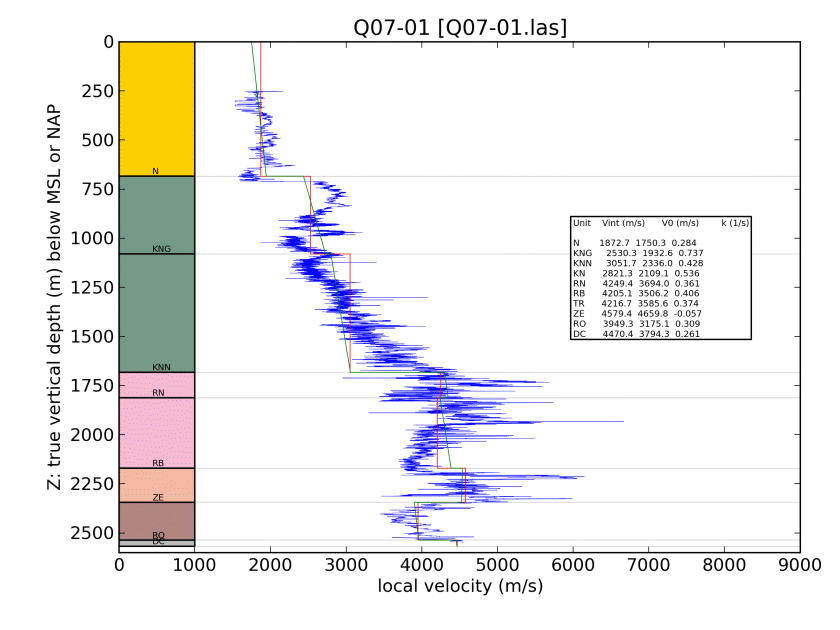 Q07-01 [Q07-01.las]
0
250
500
750
1000
1250
1500
1750
2000
2250
2500
Z: true vertical depth (m) below MSL or NAP
N
KNG
KNN
RN
RB
ZE
RO
DC
Unit Vint (m/s) V0 (m/s) k (1/s)
N 1872.7 1750.3 0.284
KNG 2530.3 1932.6 0.737
KNN 3051.7 2336.0 0.428
KN 2821.3 2109.1 0.536
RN 4249.4 3694.0 0.361
RB 4205.1 3506.2 0.406
TR 4216.7 3585.6 0.374
ZE 4579.4 4659.8 -0.057
RO 3949.3 3175.1 0.309
DC 4470.4 3794.3 0.261
0 1000 2000 3000 4000 5000 6000 7000 8000 9000
local velocity (m/s)